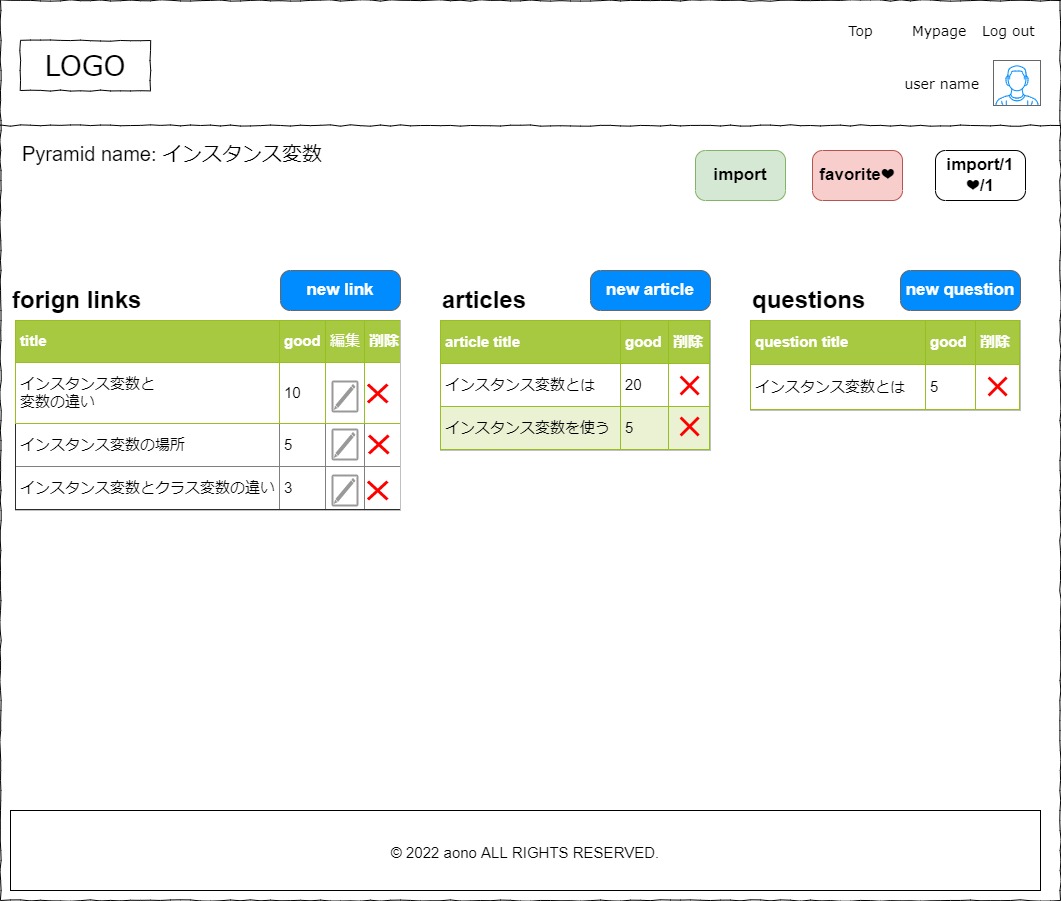 LOGO
Top
Mypage
Log out
user name
Pyramid name: インスタンス変数
import
favorite❤
import/1
❤/1
forign links
new link
title
good
編集
削除
インスタンス変数と
変数の違い
10
インスタンス変数の場所
5
インスタンス変数とクラス変数の違い
3
articles
new article
article title
good
削除
インスタンス変数とは
20
インスタンス変数を使う
5
questions
new question
question title
good
削除
インスタンス変数とは
5
© 2022 aono ALL RIGHTS RESERVED.